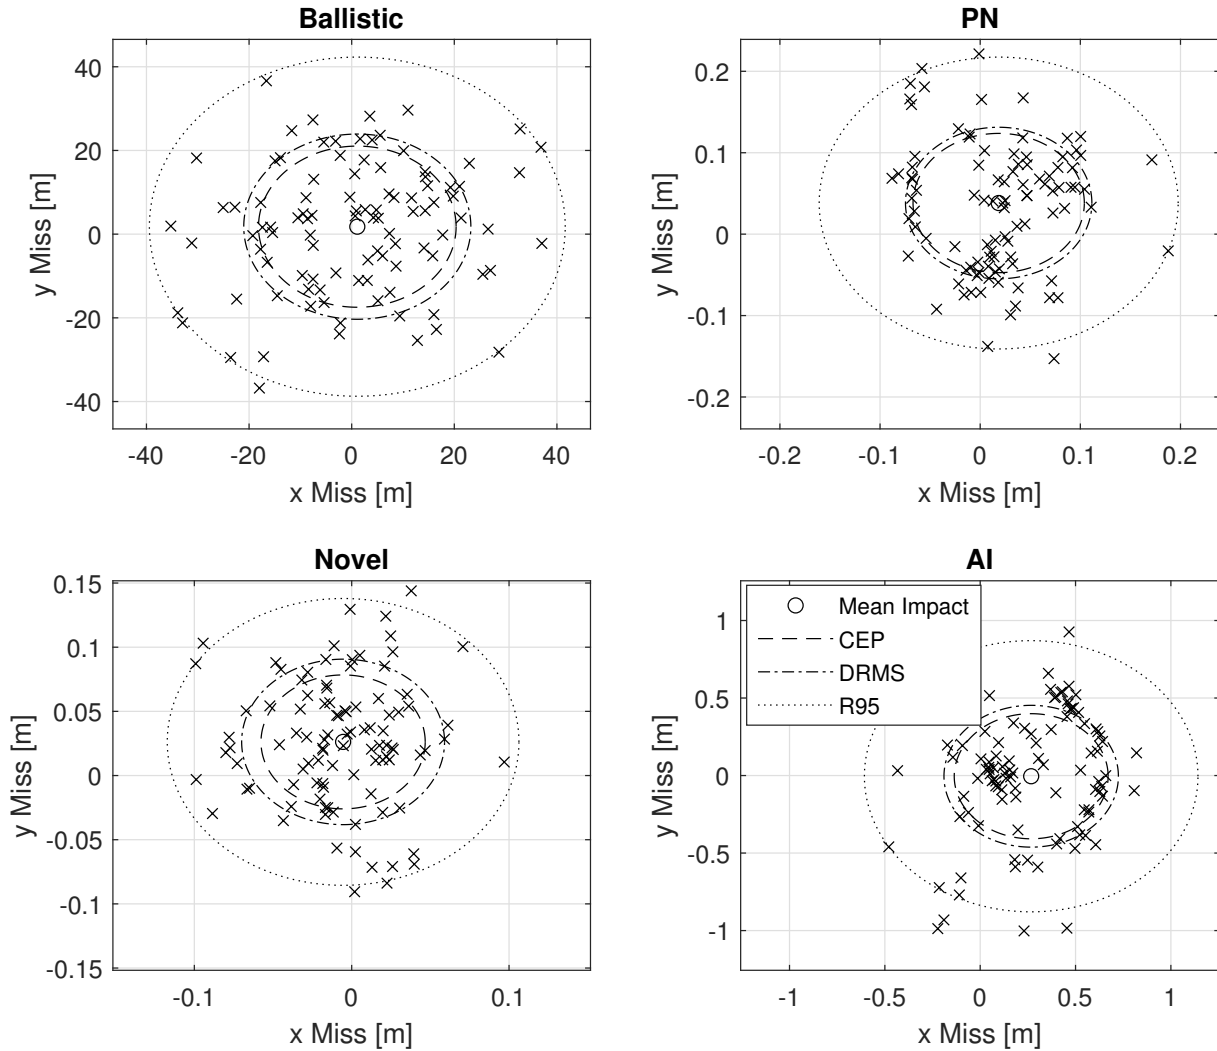 Ballistic
40
20
0
-20
-40
-40
-20
0
20
40
x Miss [m]
y Miss [m]
PN
0.2
0.1
0
-0.1
-0.2
-0.2
-0.1
0
0.1
0.2
x Miss [m]
y Miss [m]
Novel
0.15
0.1
0.05
0
-0.05
-0.1
-0.15
-0.1
0
0.1
x Miss [m]
y Miss [m]
AI
1
0.5
0
-0.5
-1
-1
-0.5
0
0.5
1
x Miss [m]
y Miss [m]
Mean Impact
CEP
DRMS
R95